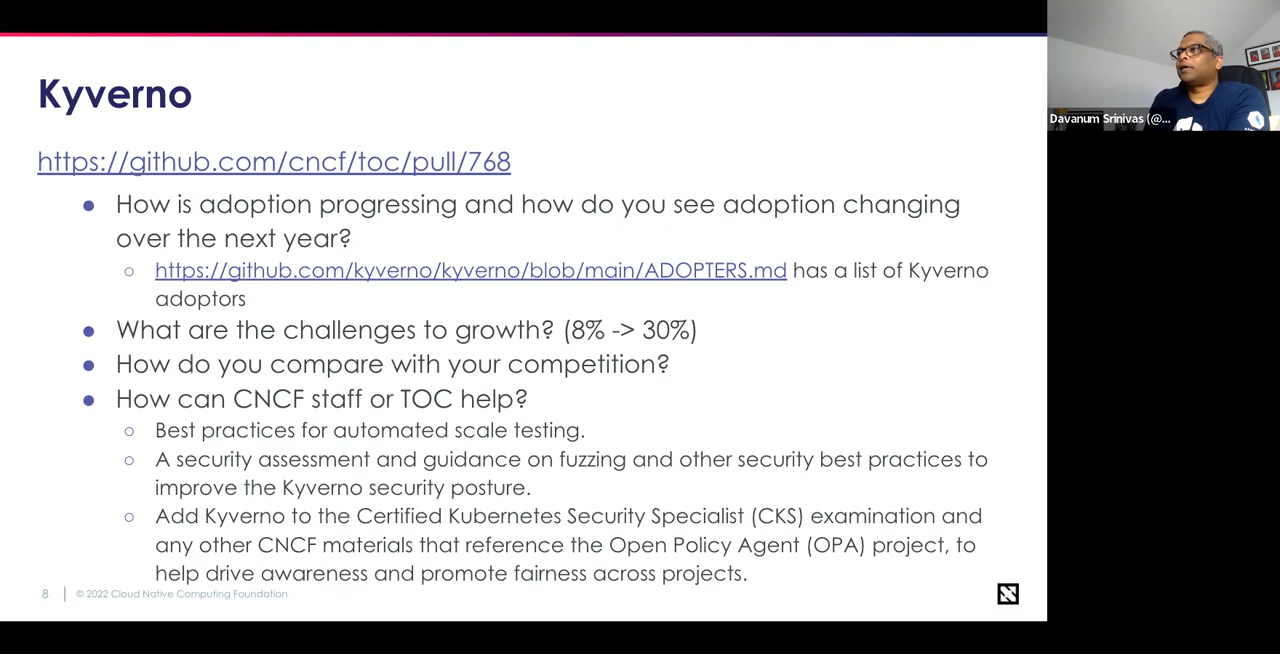 Kyverno
https://github.com/cncf/toc/pull/768
● How is adoption progressing and how do you see adoption changing
over the next year?
○ https://github.com/kyverno/kyverno/blob/main/ADOPTERS.md has a list of Kyverno
adoptors
● What are the challenges to growth? (8% -> 30%)
● How do you compare with your competition?
● How can CNCF staff or TOC help?
○ Best practices for automated scale testing.
○ A security assessment and guidance on fuzzing and other security best practices to
improve the Kyverno security posture.
○ Add Kyverno to the Certified Kubernetes Security Specialist (CKS) examination and
any other CNCF materials that reference the Open Policy Agent (OPA) project, to
help drive awareness and promote fairness across projects.
8 | © 2022 Cloud Native Computing Foundation
Davanum Srinivas (@...